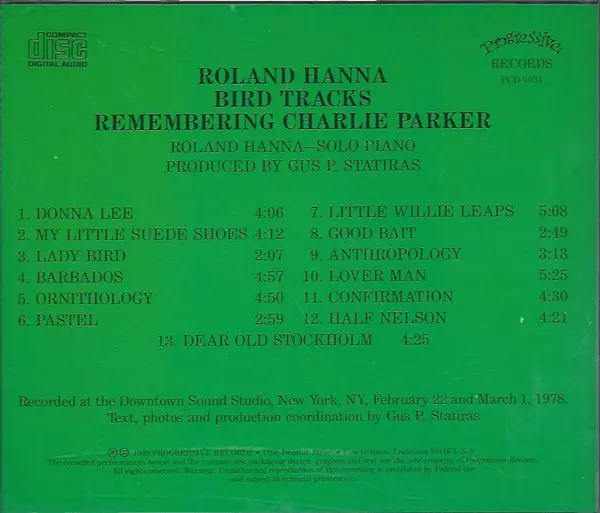 COMPACT
disc
DIGITAL AUDIO
Progressive
RECORDS
PCD-7031
ROLAND HANNA
BIRD TRACKS
REMEMBERING CHARLIE PARKER
ROLAND HANNA—SOLO PIANO
PRODUCED BY GUS P. STATIRAS
1. DONNA LEE 4:06
2. MY LITTLE SUEDE SHOES 4:12
3. LADY BIRD 2:07
4. BARBADOS 4:57
5. ORNITHOLOGY 4:50
6. PASTEL 2:59
7. LITTLE WILLIE LEAPS 5:08
8. GOOD BAIT 2:49
9. ANTHROPOLOGY 3:13
10. LOVER MAN 5:25
11. CONFIRMATION 4:30
12. HALF NELSON 4:21
13. DEAR OLD STOCKHOLM 4:25
Recorded at the Downtown Sound Studio, New York, NY, February 22 and March 1, 1978.
Text, photos and production coordination by Gus P. Statiras
PROGRESSIVE RECORDS • Orleans, Louisiana U.S.A.
The recorded performances herein and the compact disc packaging design, graphics and text are the sole property of Progressive Records.
All rights reserved. Warning: Unauthorized reproduction of this recording is prohibited by Federal law
and subject to criminal prosecution.